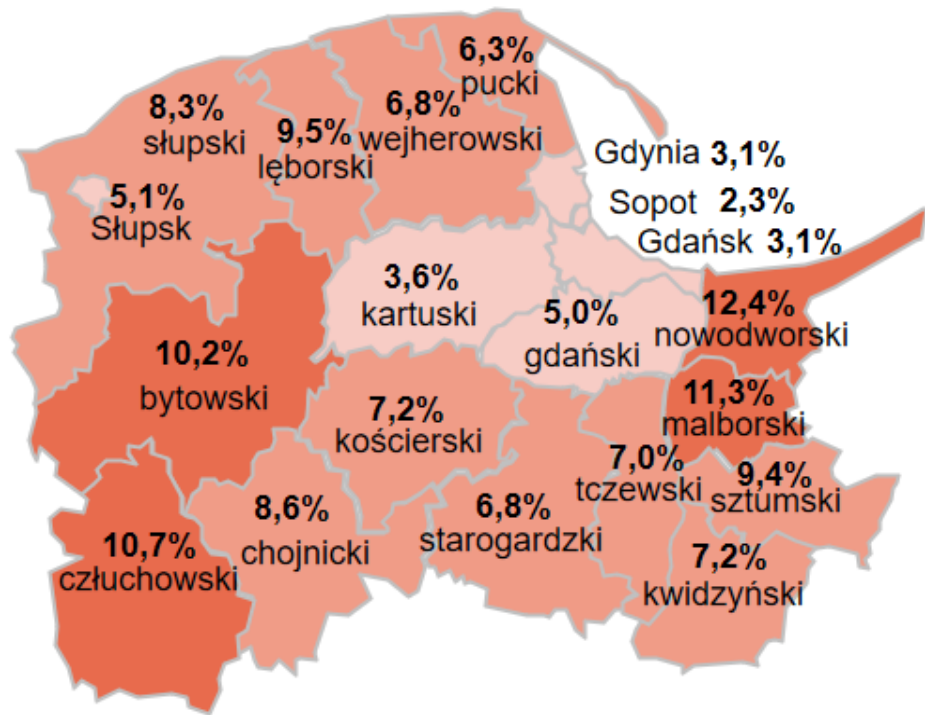 6,3%
pucki
8,3%
słupski
9,5%
lęborski
6,8%
wejherowski
Gdynia 3,1%
Sopot 2,3%
Gdańsk 3,1%
5,1%
Słupsk
3,6%
kartuski
5,0%
gdański
12,4%
nowodworski
10,2%
bytowski
7,2%
kościerski
11,3%
malborski
7,0%
tczewski
9,4%
sztumski
8,6%
chojnicki
6,8%
starogardzki
10,7%
człuchowski
7,2%
kwidzyński